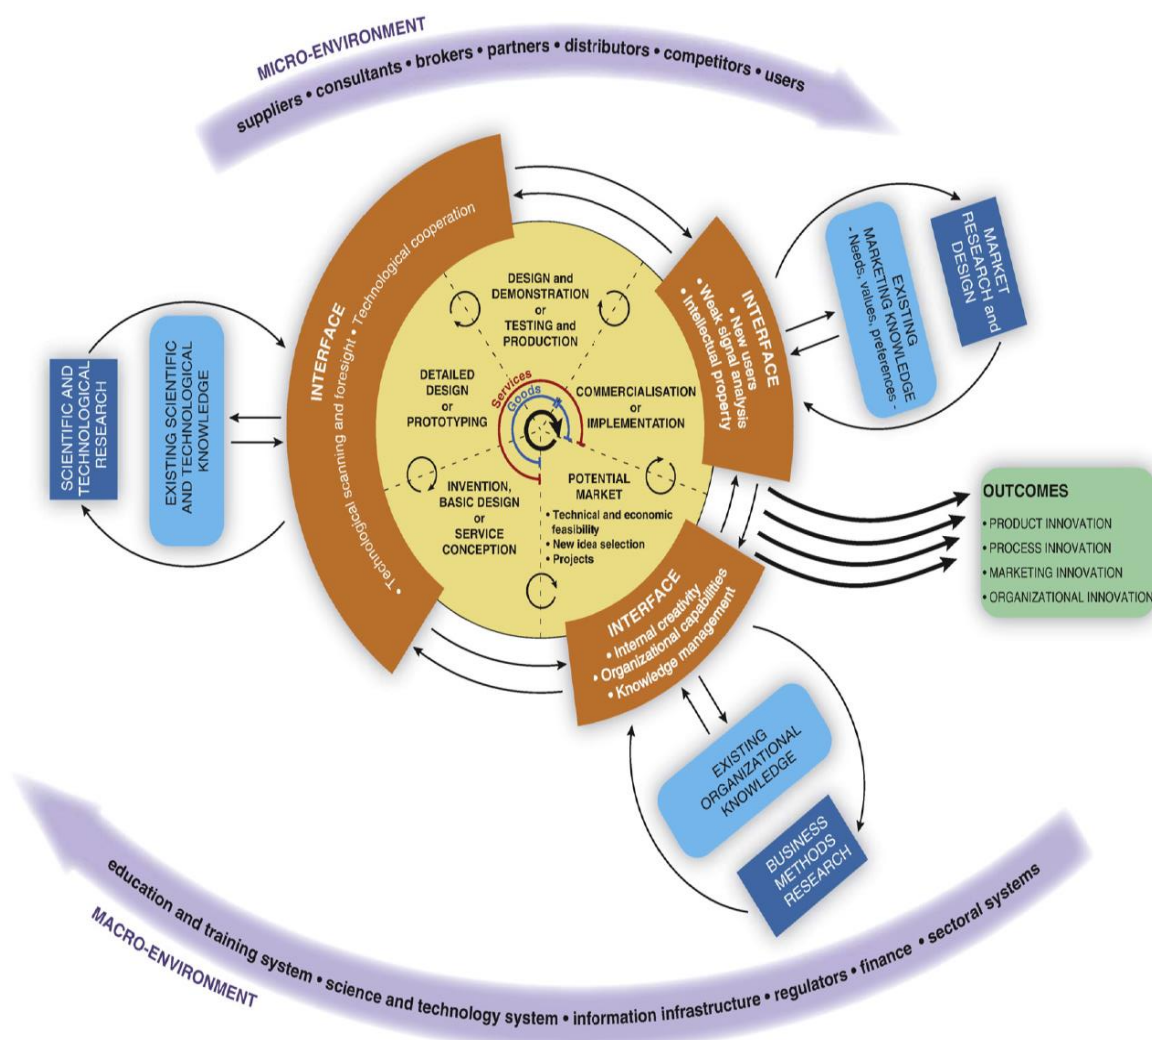 MICRO-ENVIRONMENT
suppliers • consultants • brokers • partners • distributors • competitors • users
INTERFACE
• Technological scanning and foresight • Technological cooperation
SCIENTIFIC AND
TECHNOLOGICAL
RESEARCH
EXISTING SCIENTIFIC
AND TECHNOLOGICAL
KNOWLEDGE
DESIGN and
DEMONSTRATION
or
TESTING and
PRODUCTION
DETAILED
DESIGN
or
PROTOTYPING
Services
Goods
COMMERCIALISATION
or
IMPLEMENTATION
INVENTION,
BASIC DESIGN
or
SERVICE
CONCEPTION
POTENTIAL
MARKET
• Technical and economic
feasibility
• New idea selection
• Projects
INTERFACE
• New users
• Weak signal analysis
• Intellectual property
EXISTING
MARKETING KNOWLEDGE
- Needs, values, preferences -
MARKET
RESEARCH and
DESIGN
INTERFACE
• Internal creativity
• Organizational capabilities
• Knowledge management
EXISTING
ORGANIZATIONAL
KNOWLEDGE
BUSINESS
METHODS
RESEARCH
OUTCOMES
• PRODUCT INNOVATION
• PROCESS INNOVATION
• MARKETING INNOVATION
• ORGANIZATIONAL INNOVATION
education and training system • science and technology system • information infrastructure • regulators • finance • sectoral systems
MACRO-ENVIRONMENT